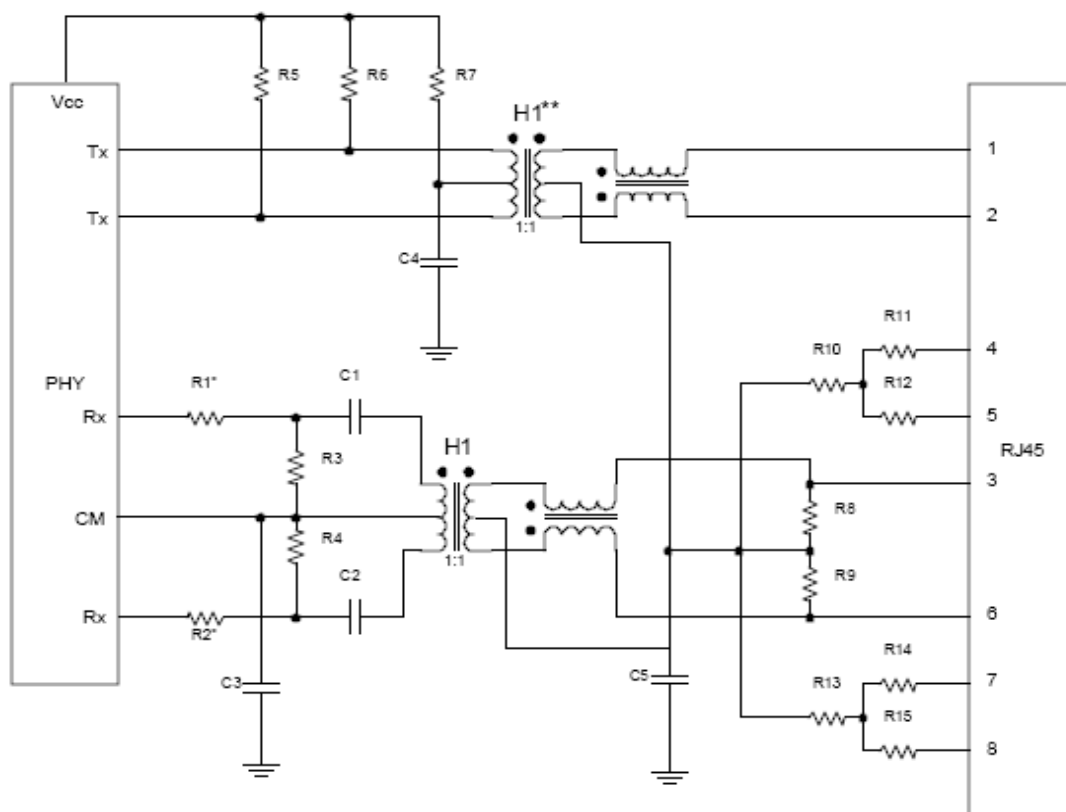 Vcc
R5
R6
R7
H1**
Tx
1
Tx
2
1:1
C4
R11
R10
4
PHY
R1*
C1
R12
Rx
5
H1
RJ45
R3
3
CM
R8
R4
1:1
C2
R9
Rx
6
R2*
R14
C3
C5
R13
7
R15
8